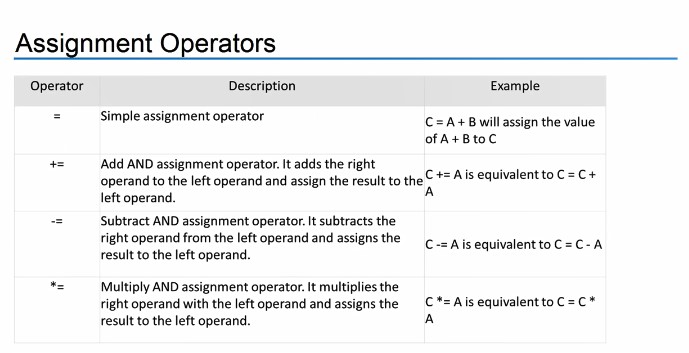 Assignment Operators
Operator Description Example
= Simple assignment operator
C = A + B will assign the value
of A + B to C
+= Add AND assignment operator. It adds the right
operand to the left operand and assign the result to the
left operand.
C += A is equivalent to C = C +
A
-= Subtract AND assignment operator. It subtracts the
right operand from the left operand and assigns the
result to the left operand.
C -= A is equivalent to C = C - A
*= Multiply AND assignment operator. It multiplies the
right operand with the left operand and assigns the
result to the left operand.
C *= A is equivalent to C = C *
A